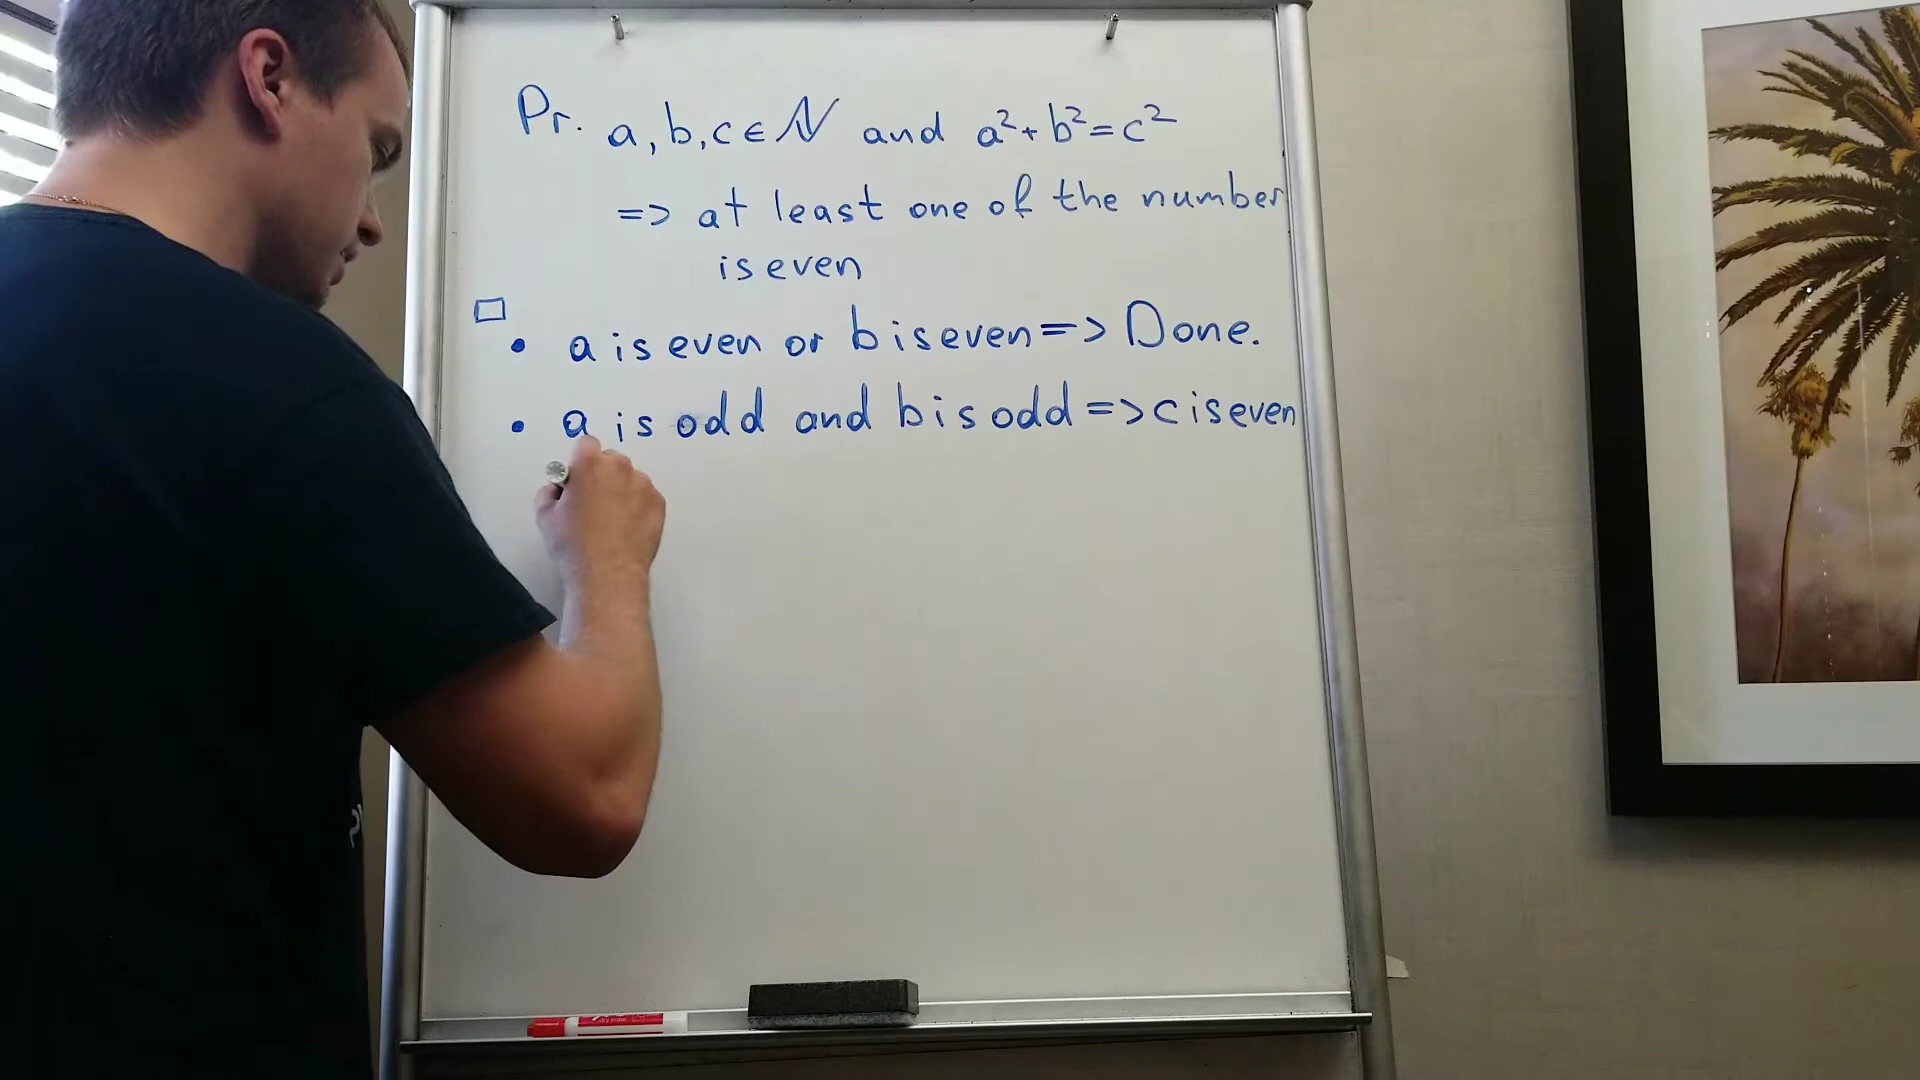 Pr. a, b, c ∈ ℕ and a² + b² = c²
=> at least one of the number
is even
□
• a is even or b is even => Done.
• a is odd and b is odd => c is even